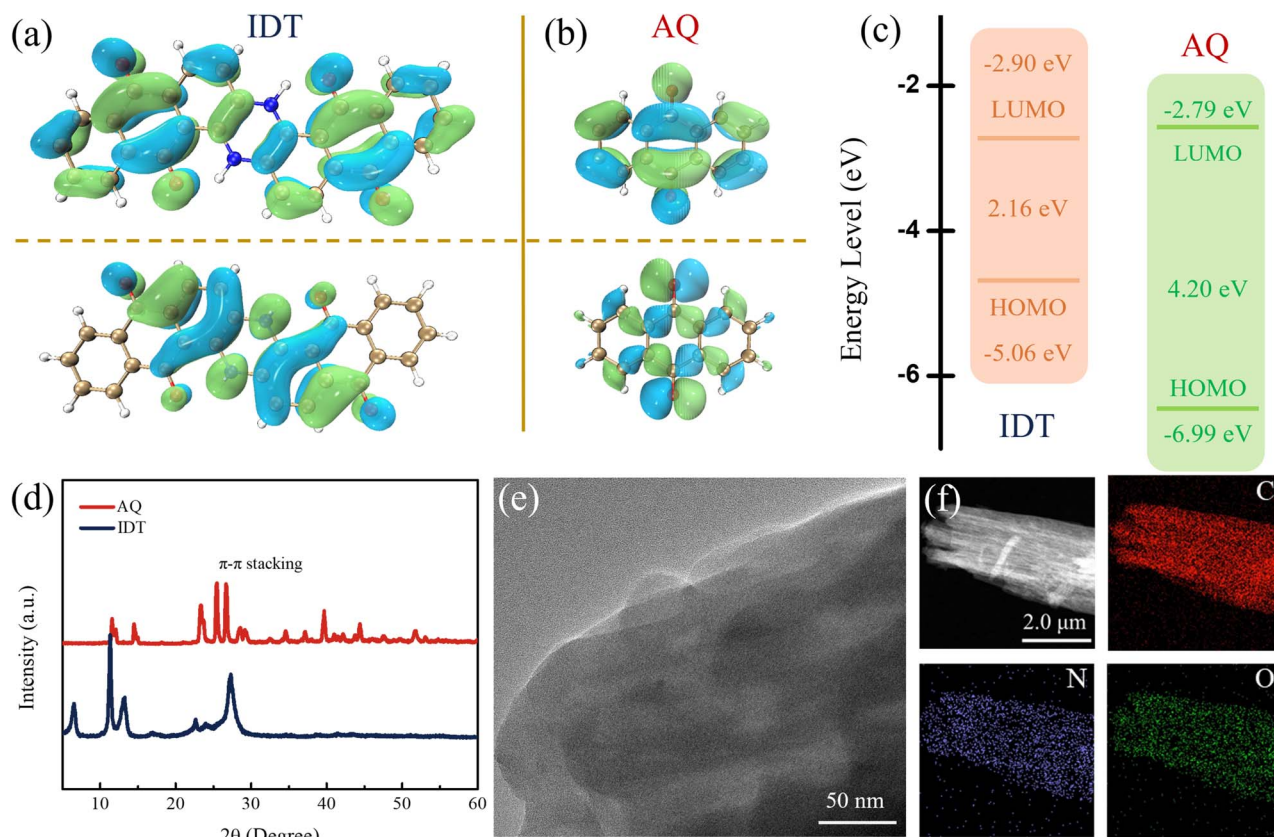 (a)
IDT
(b)
AQ
(c)
Energy Level (eV)
-2
-4
-6
-2.90 eV
LUMO
2.16 eV
HOMO
-5.06 eV
IDT
AQ
-2.79 eV
LUMO
4.20 eV
HOMO
-6.99 eV
(d)
AQ
IDT
π-π stacking
Intensity (a.u.)
10 20 30 40 50 60
2θ (Degree)
(e)
50 nm
(f)
2.0 μm
C
N
O